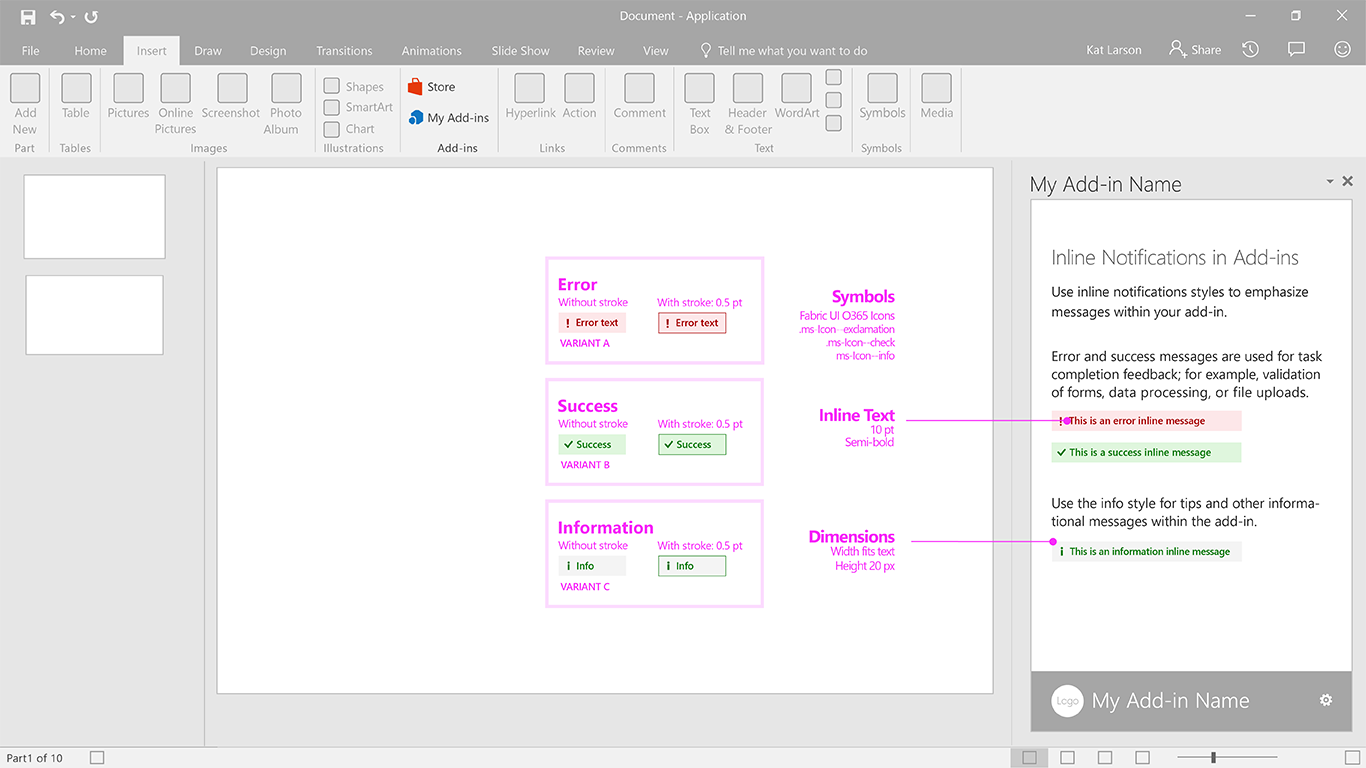 Document - Application
File Home Insert Draw Design Transitions Animations Slide Show Review View Tell me what you want to do Kat Larson Share
Add New
Table
Pictures
Online Pictures
Screenshot
Photo Album
Shapes
SmartArt
Chart
Store
My Add-ins
Hyperlink
Action
Comment
Text Box
Header & Footer
WordArt
Symbols
Media
Part Tables Images Illustrations Add-ins Links Comments Text Symbols
Error
Without stroke With stroke: 0.5 pt
! Error text ! Error text
VARIANT A
Success
Without stroke With stroke: 0.5 pt
Success Success
VARIANT B
Information
Without stroke With stroke: 0.5 pt
Info Info
VARIANT C
Symbols
Fabric UI O365 Icons
.ms-Icon--exclamation
.ms-Icon--check
ms-Icon--info
Inline Text
10 pt
Semi-bold
Dimensions
Width fits text
Height 20 px
My Add-in Name
Inline Notifications in Add-ins
Use inline notifications styles to emphasize
messages within your add-in.
Error and success messages are used for task
completion feedback; for example, validation
of forms, data processing, or file uploads.
! This is an error inline message
This is a success inline message
Use the info style for tips and other informa-
tional messages within the add-in.
This is an information inline message
Logo My Add-in Name
Part1 of 10